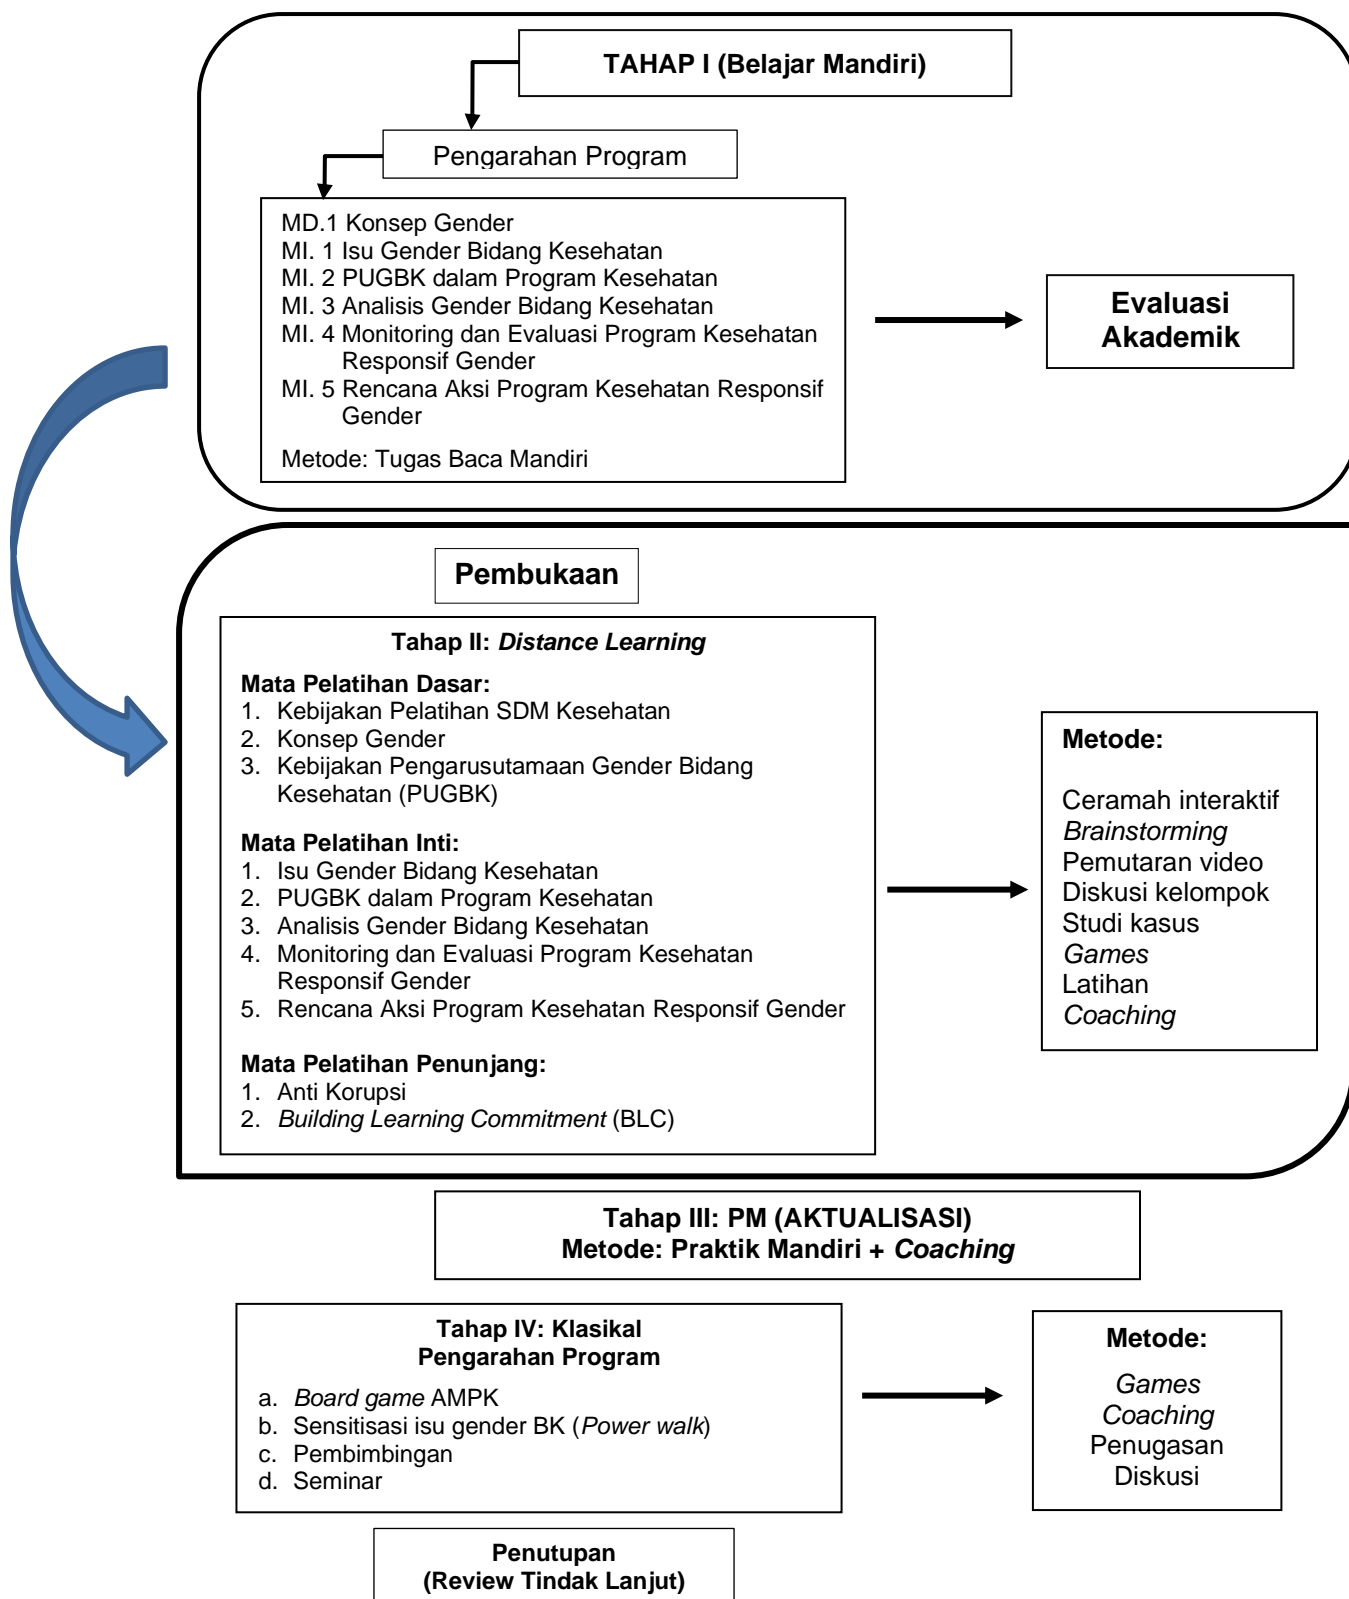 TAHAP I (Belajar Mandiri)
Pengarahan Program
MD.1 Konsep Gender
MI. 1 Isu Gender Bidang Kesehatan
MI. 2 PUGBK dalam Program Kesehatan
MI. 3 Analisis Gender Bidang Kesehatan
MI. 4 Monitoring dan Evaluasi Program Kesehatan
Responsif Gender
MI. 5 Rencana Aksi Program Kesehatan Responsif
Gender
Metode: Tugas Baca Mandiri
Evaluasi
Akademik
Pembukaan
Tahap II: Distance Learning
Mata Pelatihan Dasar:
1. Kebijakan Pelatihan SDM Kesehatan
2. Konsep Gender
3. Kebijakan Pengarusutamaan Gender Bidang
Kesehatan (PUGBK)
Mata Pelatihan Inti:
1. Isu Gender Bidang Kesehatan
2. PUGBK dalam Program Kesehatan
3. Analisis Gender Bidang Kesehatan
4. Monitoring dan Evaluasi Program Kesehatan
Responsif Gender
5. Rencana Aksi Program Kesehatan Responsif Gender
Mata Pelatihan Penunjang:
1. Anti Korupsi
2. Building Learning Commitment (BLC)
Metode:
Ceramah interaktif
Brainstorming
Pemutaran video
Diskusi kelompok
Studi kasus
Games
Latihan
Coaching
Tahap III: PM (AKTUALISASI)
Metode: Praktik Mandiri + Coaching
Tahap IV: Klasikal
Pengarahan Program
a. Board game AMPK
b. Sensitisasi isu gender BK (Power walk)
c. Pembimbingan
d. Seminar
Metode:
Games
Coaching
Penugasan
Diskusi
Penutupan
(Review Tindak Lanjut)